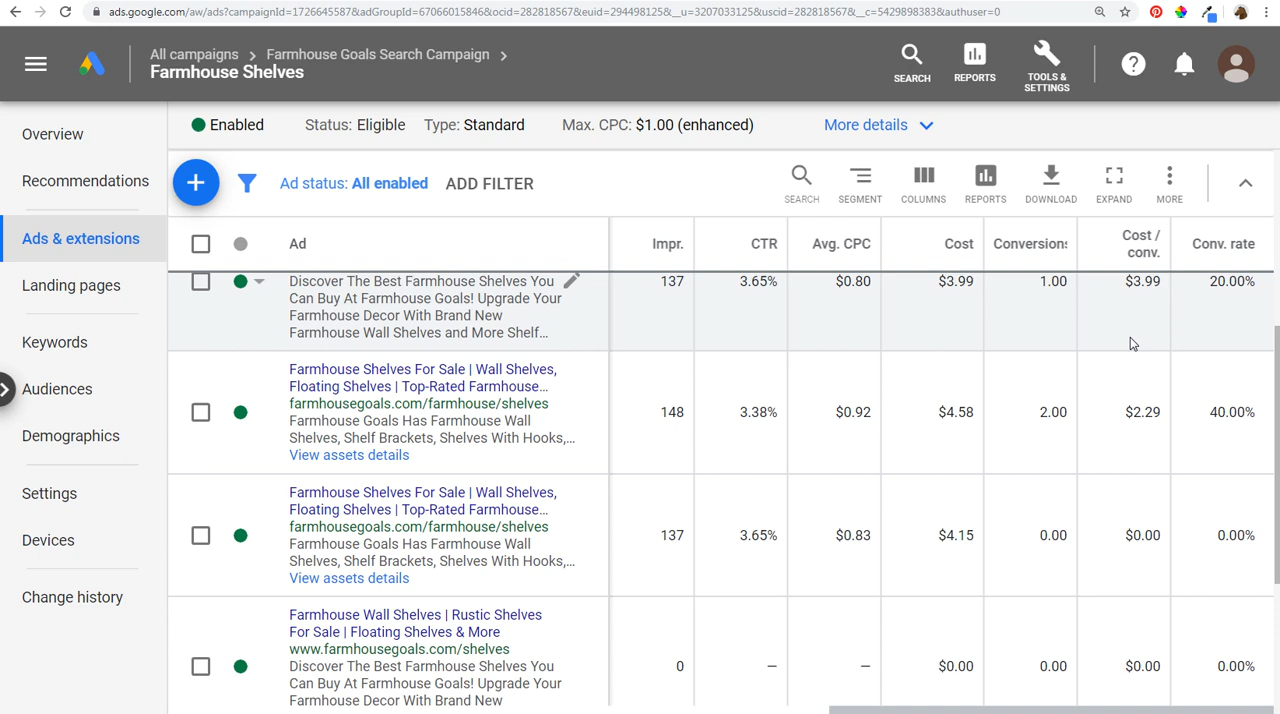 ads.google.com/aw/ads?campaignId=1726645587&adGroupId=67066015846&ocid=282818567&euid=294498125&__u=3207033125&uscid=282818567&__c=5429898383&authuser=0
All campaigns > Farmhouse Goals Search Campaign >
Farmhouse Shelves
SEARCH
REPORTS
TOOLS &
SETTINGS
Overview
Recommendations
Ads & extensions
Landing pages
Keywords
Audiences
Demographics
Settings
Devices
Change history
Enabled Status: Eligible Type: Standard Max. CPC: $1.00 (enhanced) More details
Ad status: All enabled ADD FILTER
SEARCH SEGMENT COLUMNS REPORTS DOWNLOAD EXPAND MORE
Ad Impr. CTR Avg. CPC Cost Conversions Cost / conv. Conv. rate
Discover The Best Farmhouse Shelves You 137 3.65% $0.80 $3.99 1.00 $3.99 20.00%
Can Buy At Farmhouse Goals! Upgrade Your
Farmhouse Decor With Brand New
Farmhouse Wall Shelves and More Shelf...
Farmhouse Shelves For Sale | Wall Shelves,
Floating Shelves | Top-Rated Farmhouse...
farmhousegoals.com/farmhouse/shelves 148 3.38% $0.92 $4.58 2.00 $2.29 40.00%
Farmhouse Goals Has Farmhouse Wall
Shelves, Shelf Brackets, Shelves With Hooks,...
View assets details
Farmhouse Shelves For Sale | Wall Shelves,
Floating Shelves | Top-Rated Farmhouse...
farmhousegoals.com/farmhouse/shelves 137 3.65% $0.83 $4.15 0.00 $0.00 0.00%
Farmhouse Goals Has Farmhouse Wall
Shelves, Shelf Brackets, Shelves With Hooks,...
View assets details
Farmhouse Wall Shelves | Rustic Shelves
For Sale | Floating Shelves & More
www.farmhousegoals.com/shelves
Discover The Best Farmhouse Shelves You 0 — — $0.00 0.00 $0.00 0.00%
Can Buy At Farmhouse Goals! Upgrade Your
Farmhouse Decor With Brand New